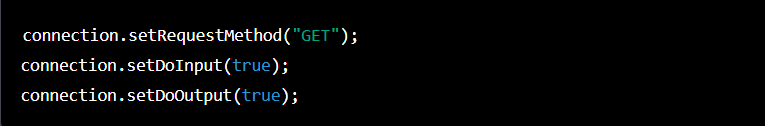 connection.setRequestMethod("GET");
connection.setDoInput(true);
connection.setDoOutput(true);